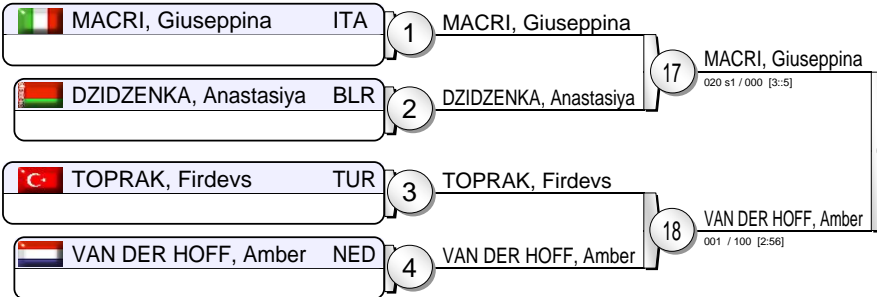 MACRI, Giuseppina ITA
1
MACRI, Giuseppina
DZIDZENKA, Anastasiya BLR
2
DZIDZENKA, Anastasiya
17
MACRI, Giuseppina
020 s1 / 000 [3::5]
TOPRAK, Firdevs TUR
3
TOPRAK, Firdevs
VAN DER HOFF, Amber NED
4
VAN DER HOFF, Amber
18
VAN DER HOFF, Amber
001 / 100 [2:56]